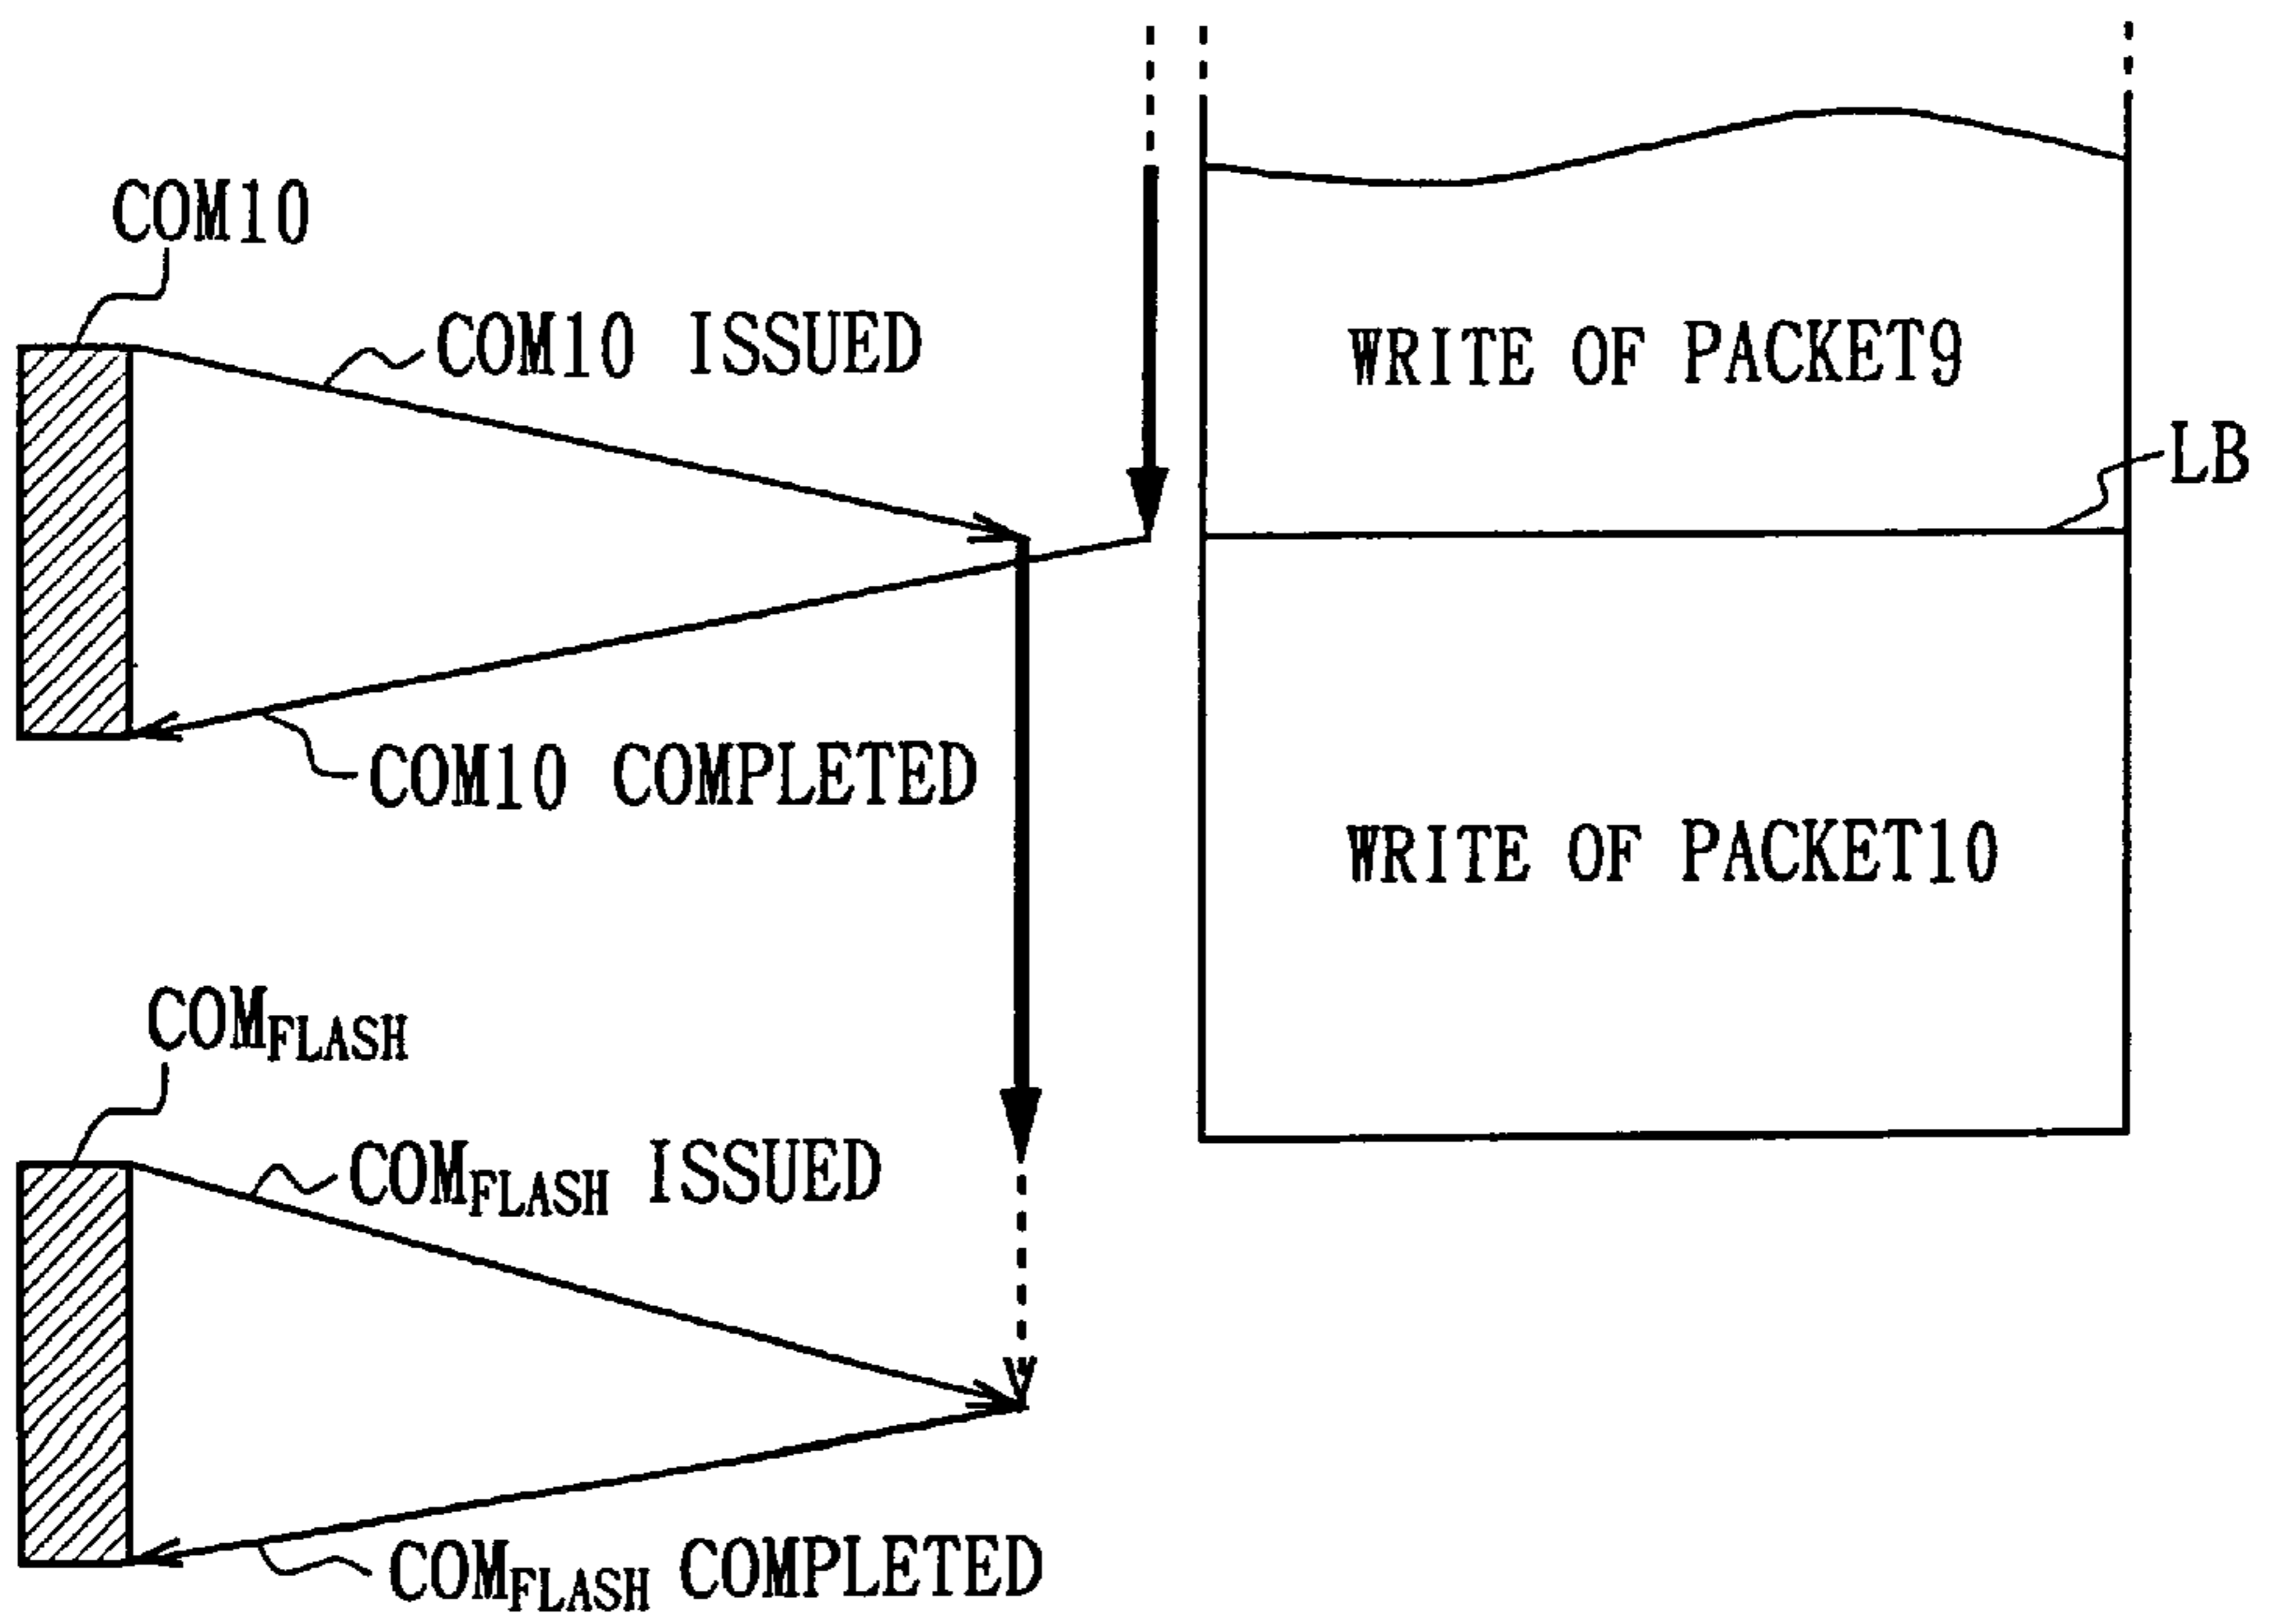 COM10
COM10 ISSUED
WRITE OF PACKET9
LB
COM10 COMPLETED
WRITE OF PACKET10
COMFLASH
COMFLASH ISSUED
COMFLASH COMPLETED